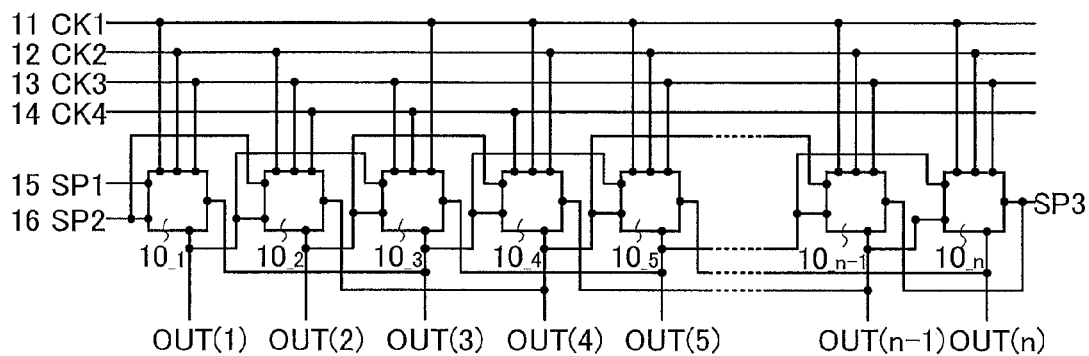 11 CK1
12 CK2
13 CK3
14 CK4
15 SP1
16 SP2
SP3
10_1 10_2 10_3 10_4 10_5 10_n-1 10_n
OUT(1) OUT(2) OUT(3) OUT(4) OUT(5) OUT(n-1) OUT(n)